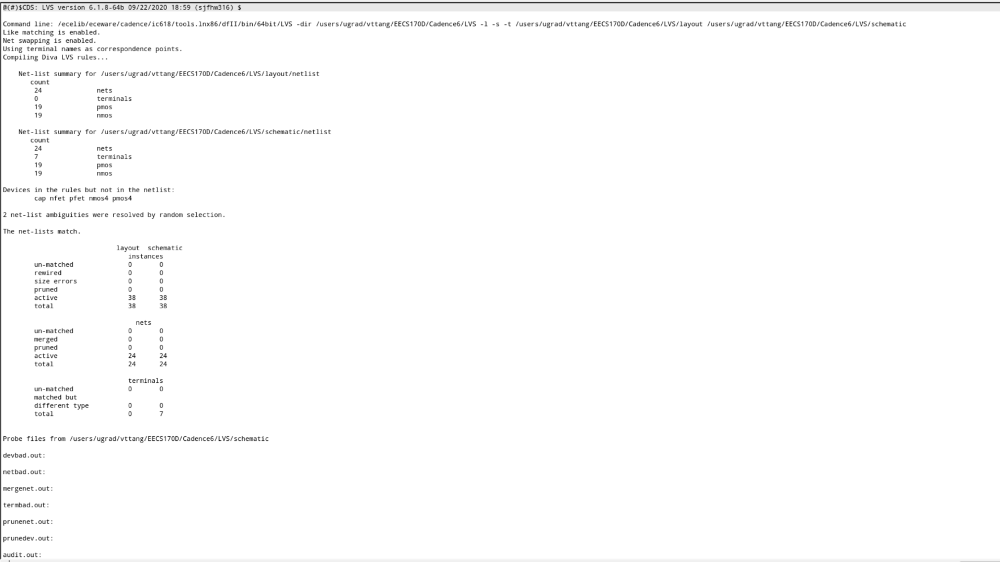 @(#)$CDS: LVS version 6.1.8-64b 09/22/2020 18:59 (sjfhw316) $
Command line: /ecelib/eceware/cadence/ic618/tools.lnx86/dfII/bin/64bit/LVS -dir /users/ugrad/vttang/EECS170D/Cadence6/LVS -l -s -t /users/ugrad/vttang/EECS170D/Cadence6/LVS/layout /users/ugrad/vttang/EECS170D/Cadence6/LVS/schematic
Like matching is enabled.
Net swapping is enabled.
Using terminal names as correspondence points.
Compiling Diva LVS rules...
Net-list summary for /users/ugrad/vttang/EECS170D/Cadence6/LVS/layout/netlist
count
24 nets
0 terminals
19 pmos
19 nmos
Net-list summary for /users/ugrad/vttang/EECS170D/Cadence6/LVS/schematic/netlist
count
24 nets
7 terminals
19 pmos
19 nmos
Devices in the rules but not in the netlist:
cap nfet pfet nmos4 pmos4
2 net-list ambiguities were resolved by random selection.
The net-lists match.
layout schematic
instances
un-matched 0 0
rewired 0 0
size errors 0 0
pruned 0 0
active 38 38
total 38 38
nets
un-matched 0 0
merged 0 0
pruned 0 0
active 24 24
total 24 24
terminals
un-matched 0 0
matched but
different type 0 0
total 0 7
Probe files from /users/ugrad/vttang/EECS170D/Cadence6/LVS/schematic
devbad.out:
netbad.out:
mergenet.out:
termbad.out:
prunenet.out:
prunedev.out:
audit.out: